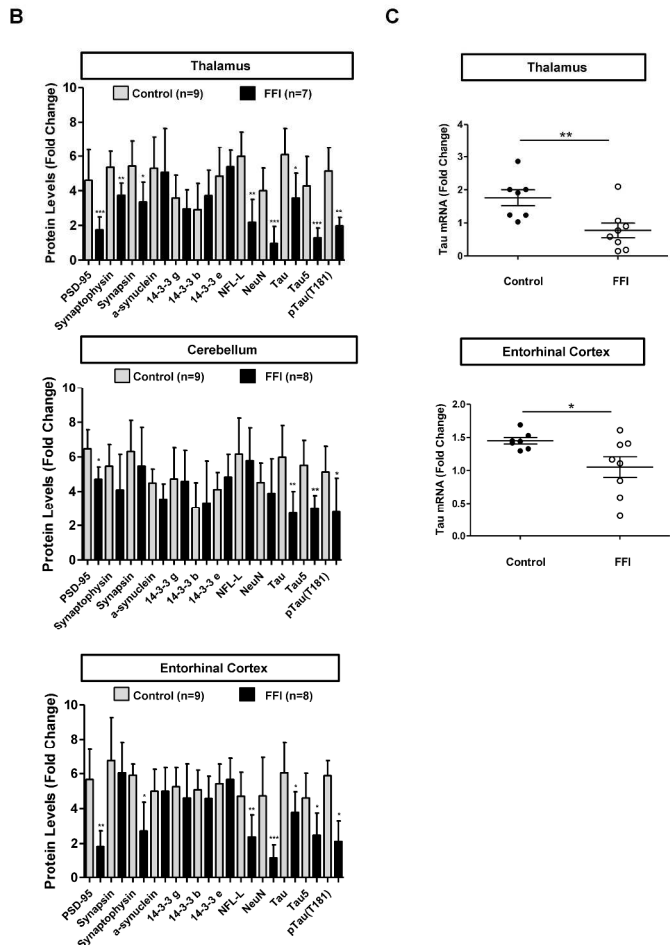 B
Thalamus
Control (n=9) FFI (n=7)
Protein Levels (Fold Change)
10
8
6
4
2
0
*** ** * ** *** * *** **
PSD-95
Synaptophysin
Synapsin
a-synuclein
14-3-3 g
14-3-3 b
14-3-3 e
NFL-L
NeuN
Tau
Tau5
pTau(T181)
Cerebellum
Control (n=9) FFI (n=8)
Protein Levels (Fold Change)
10
8
6
4
2
0
* ** ** *
PSD-95
Synaptophysin
Synapsin
a-synuclein
14-3-3 g
14-3-3 b
14-3-3 e
NFL-L
NeuN
Tau
Tau5
pTau(T181)
Entorhinal Cortex
Control (n=9) FFI (n=8)
Protein Levels (Fold Change)
10
8
6
4
2
0
** * ** *** * * *
PSD-95
Synapsin
Synaptophysin
a-synuclein
14-3-3 g
14-3-3 b
14-3-3 e
NFL-L
NeuN
Tau
Tau5
pTau(T181)
C
Thalamus
Tau mRNA (Fold Change)
4
3
2
1
0
**
Control FFI
Entorhinal Cortex
Tau mRNA (Fold Change)
2.0
1.5
1.0
0.5
0.0
*
Control FFI